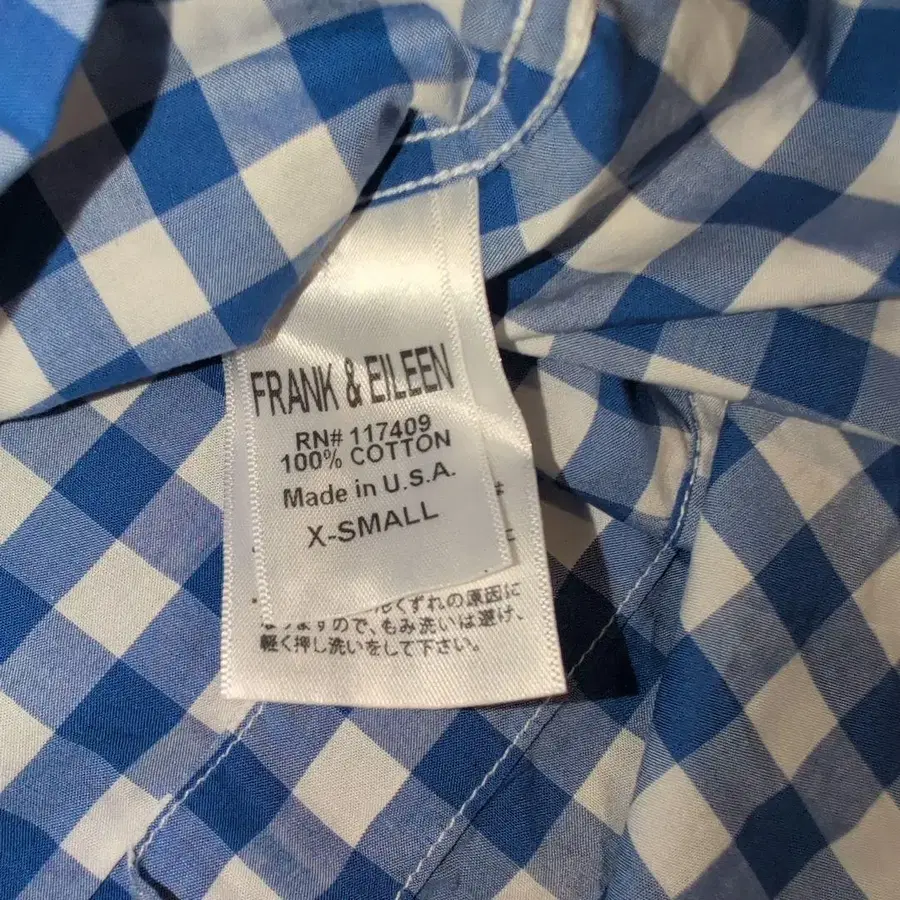 FRANK & EILEEN
RN# 117409
100% COTTON
Made in U.S.A.
X-SMALL
くずれの原因に
なりますので、もみ洗いは避け、
軽く押し洗いをして下さい。